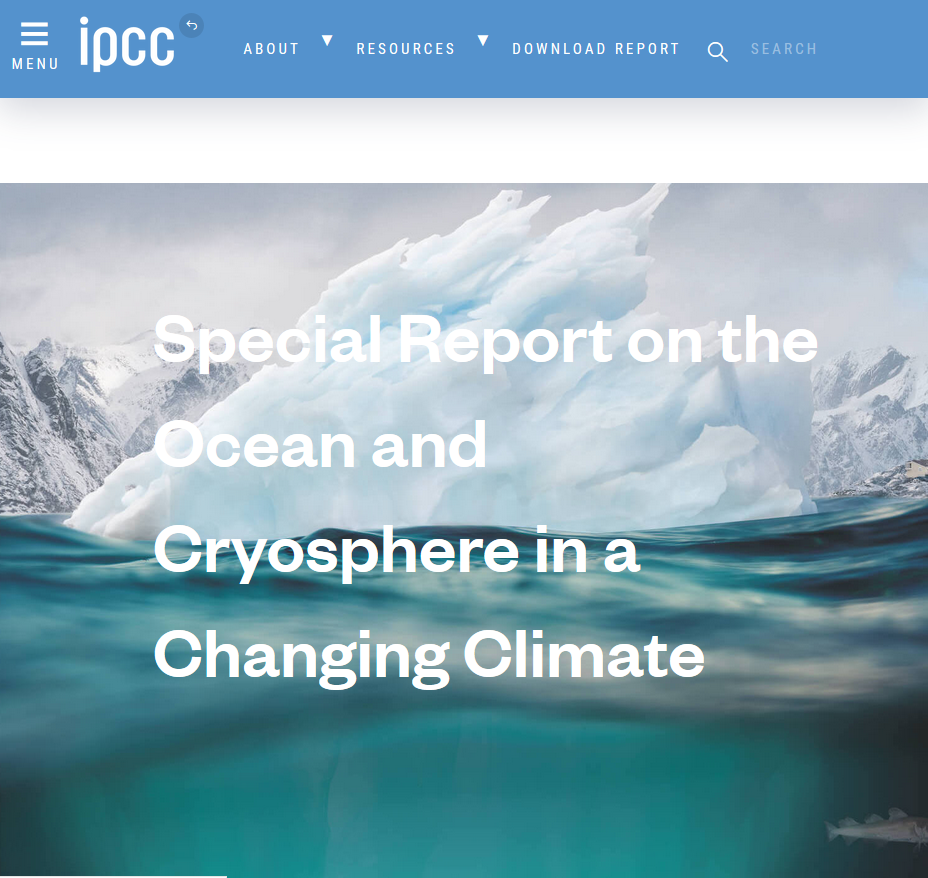 MENU
ipcc
ABOUT ▼
RESOURCES ▼
DOWNLOAD REPORT
SEARCH
Special Report on the
Ocean and
Cryosphere in a
Changing Climate